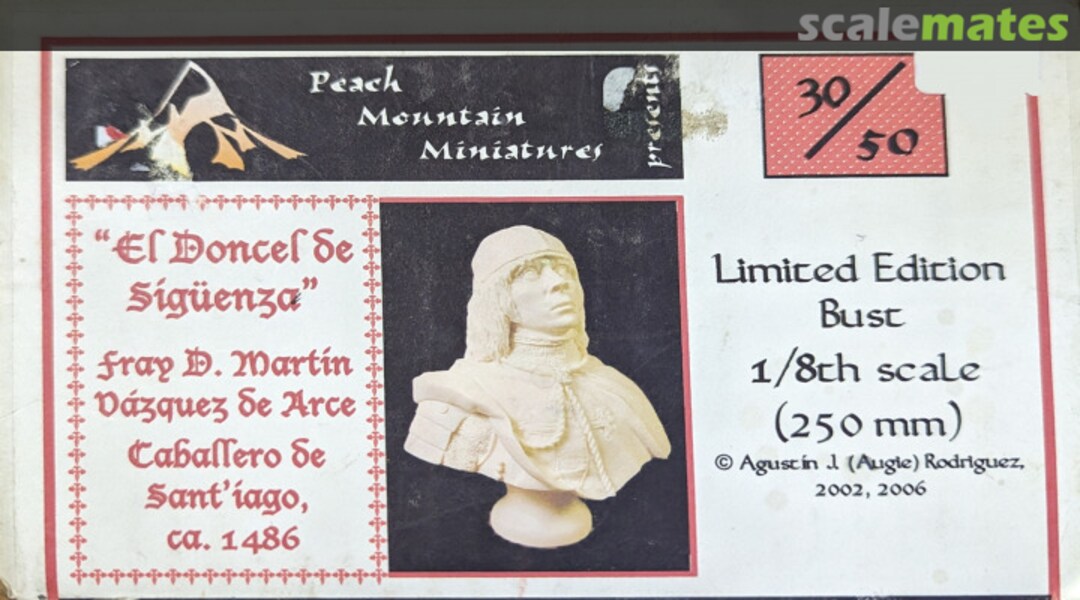 scalemates
Peach
Mountain
Miniatures
presents
30/50
"El Doncel de
Sigüenza"
Fray D. Martín
Vázquez de Arce
Caballero de
Sant'iago,
ca. 1486
Limited Edition
Bust
1/8th scale
(250 mm)
© Agustín J. (Augie) Rodriguez,
2002, 2006